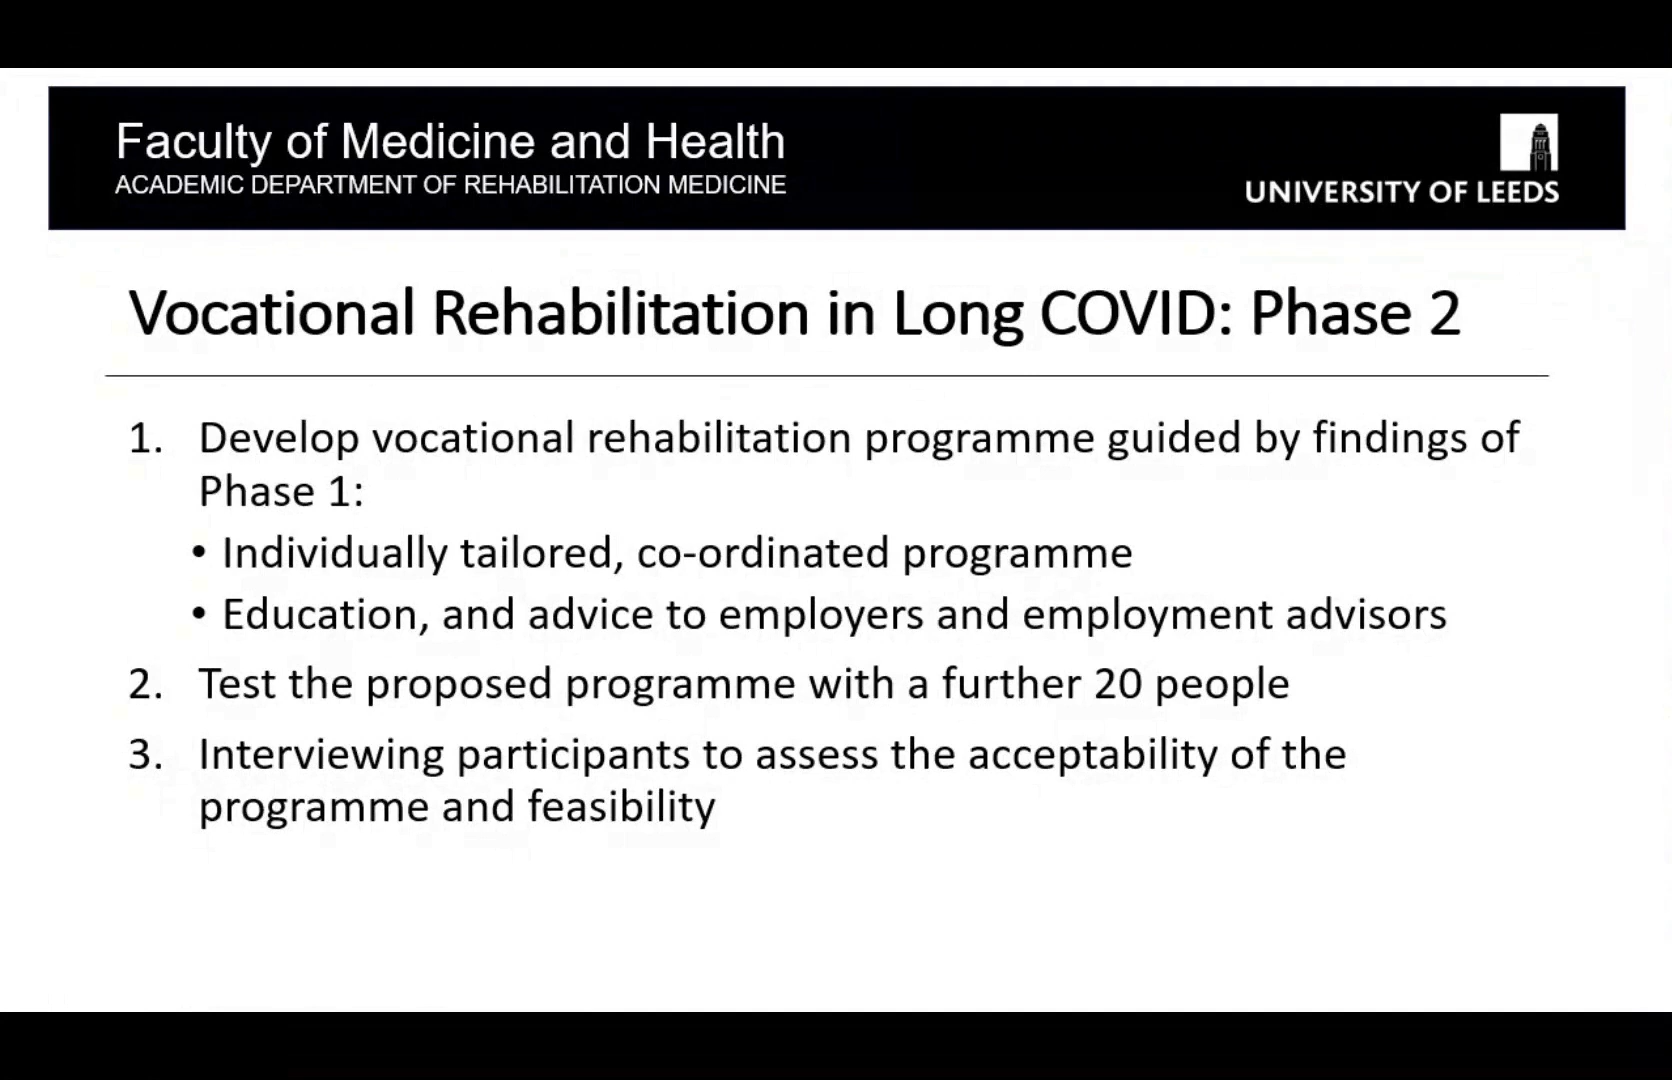 Faculty of Medicine and Health
ACADEMIC DEPARTMENT OF REHABILITATION MEDICINE
UNIVERSITY OF LEEDS
Vocational Rehabilitation in Long COVID: Phase 2
1. Develop vocational rehabilitation programme guided by findings of
Phase 1:
• Individually tailored, co-ordinated programme
• Education, and advice to employers and employment advisors
2. Test the proposed programme with a further 20 people
3. Interviewing participants to assess the acceptability of the
programme and feasibility